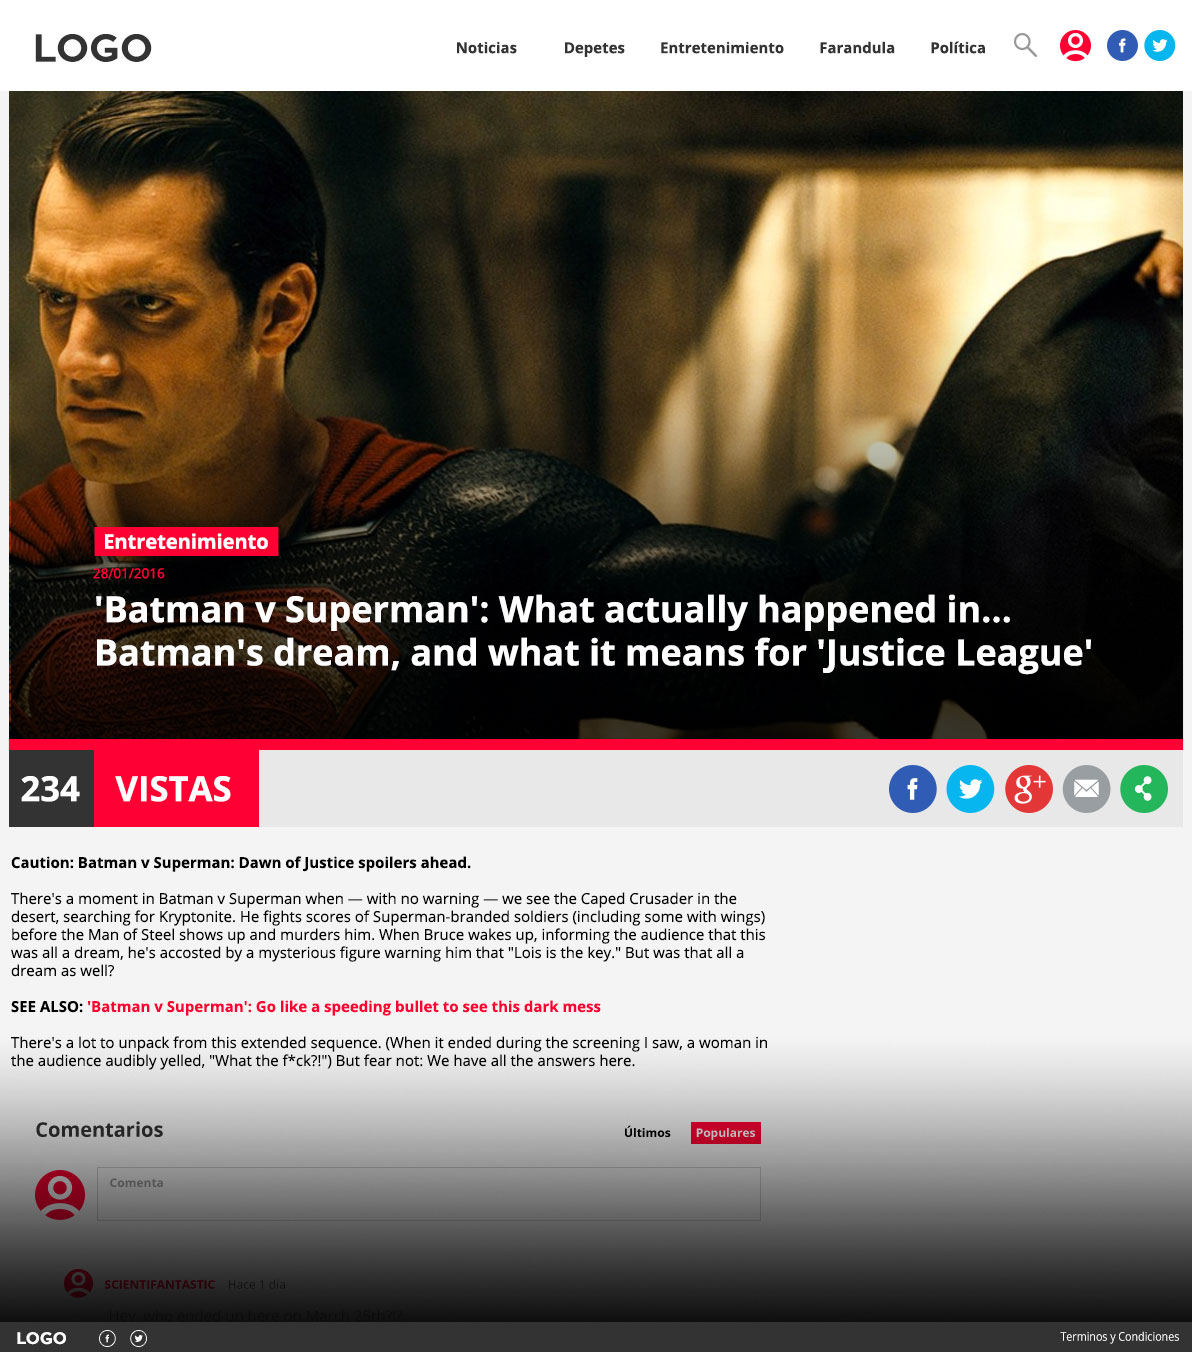 LOGO
Noticias
Depetes
Entretenimiento
Farandula
Política
Entretenimiento
28/01/2016
'Batman v Superman': What actually happened in...
Batman's dream, and what it means for 'Justice League'
234 VISTAS
Caution: Batman v Superman: Dawn of Justice spoilers ahead.
There's a moment in Batman v Superman when — with no warning — we see the Caped Crusader in the
desert, searching for Kryptonite. He fights scores of Superman-branded soldiers (including some with wings)
before the Man of Steel shows up and murders him. When Bruce wakes up, informing the audience that this
was all a dream, he's accosted by a mysterious figure warning him that "Lois is the key." But was that all a
dream as well?
SEE ALSO: 'Batman v Superman': Go like a speeding bullet to see this dark mess
There's a lot to unpack from this extended sequence. (When it ended during the screening I saw, a woman in
the audience audibly yelled, "What the f*ck?!") But fear not: We have all the answers here.
Comentarios
Últimos
Populares
Comenta
SCIENTIFANTASTIC Hace 1 dia
Hey, who ended up here on March 25th?!?
LOGO
Terminos y Condiciones